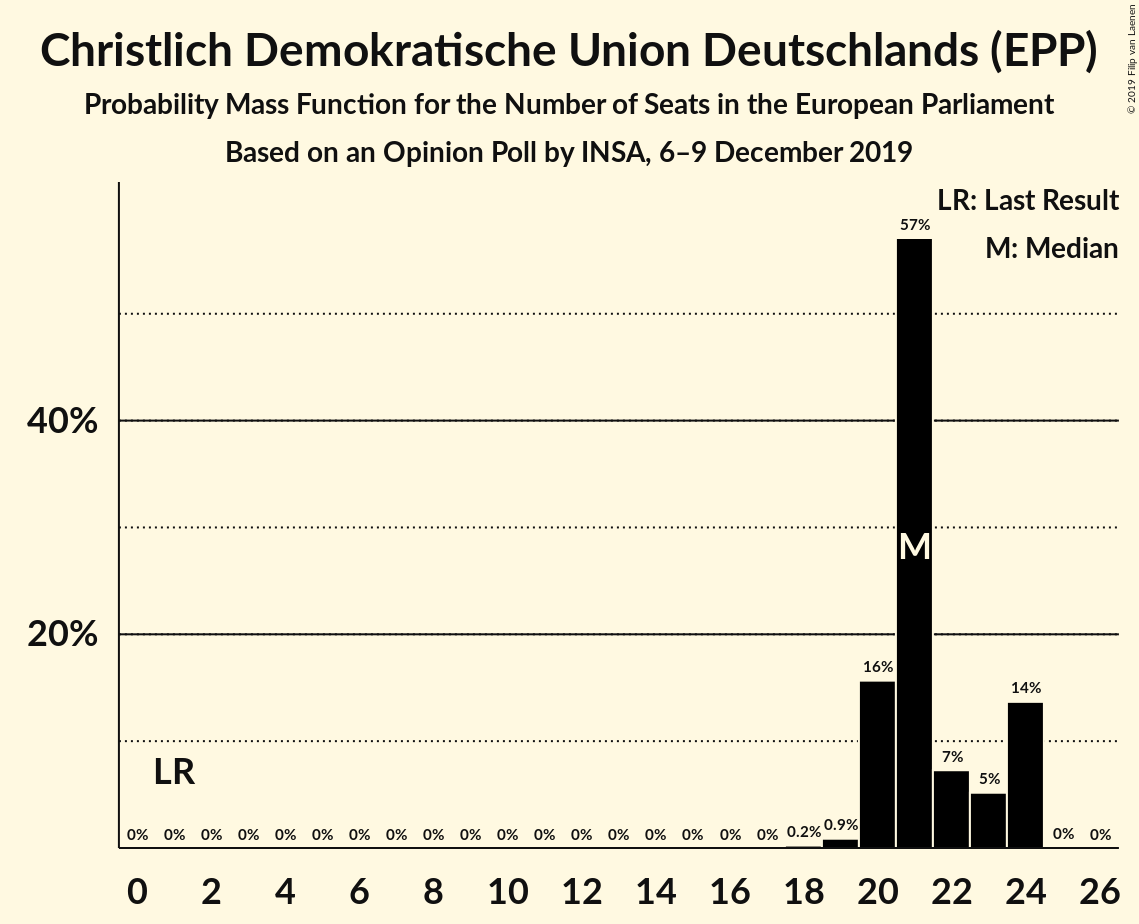 Christlich Demokratische Union Deutschlands (EPP)
Probability Mass Function for the Number of Seats in the European Parliament
Based on an Opinion Poll by INSA, 6–9 December 2019
© 2019 Filip van Laenen
LR: Last Result
M: Median
57%
40%
M
20%
16%
14%
7%
5%
LR
0% 0% 0% 0% 0% 0% 0% 0% 0% 0% 0% 0% 0% 0% 0% 0% 0% 0% 0.2% 0.9% 0% 0%
0 2 4 6 8 10 12 14 16 18 20 22 24 26